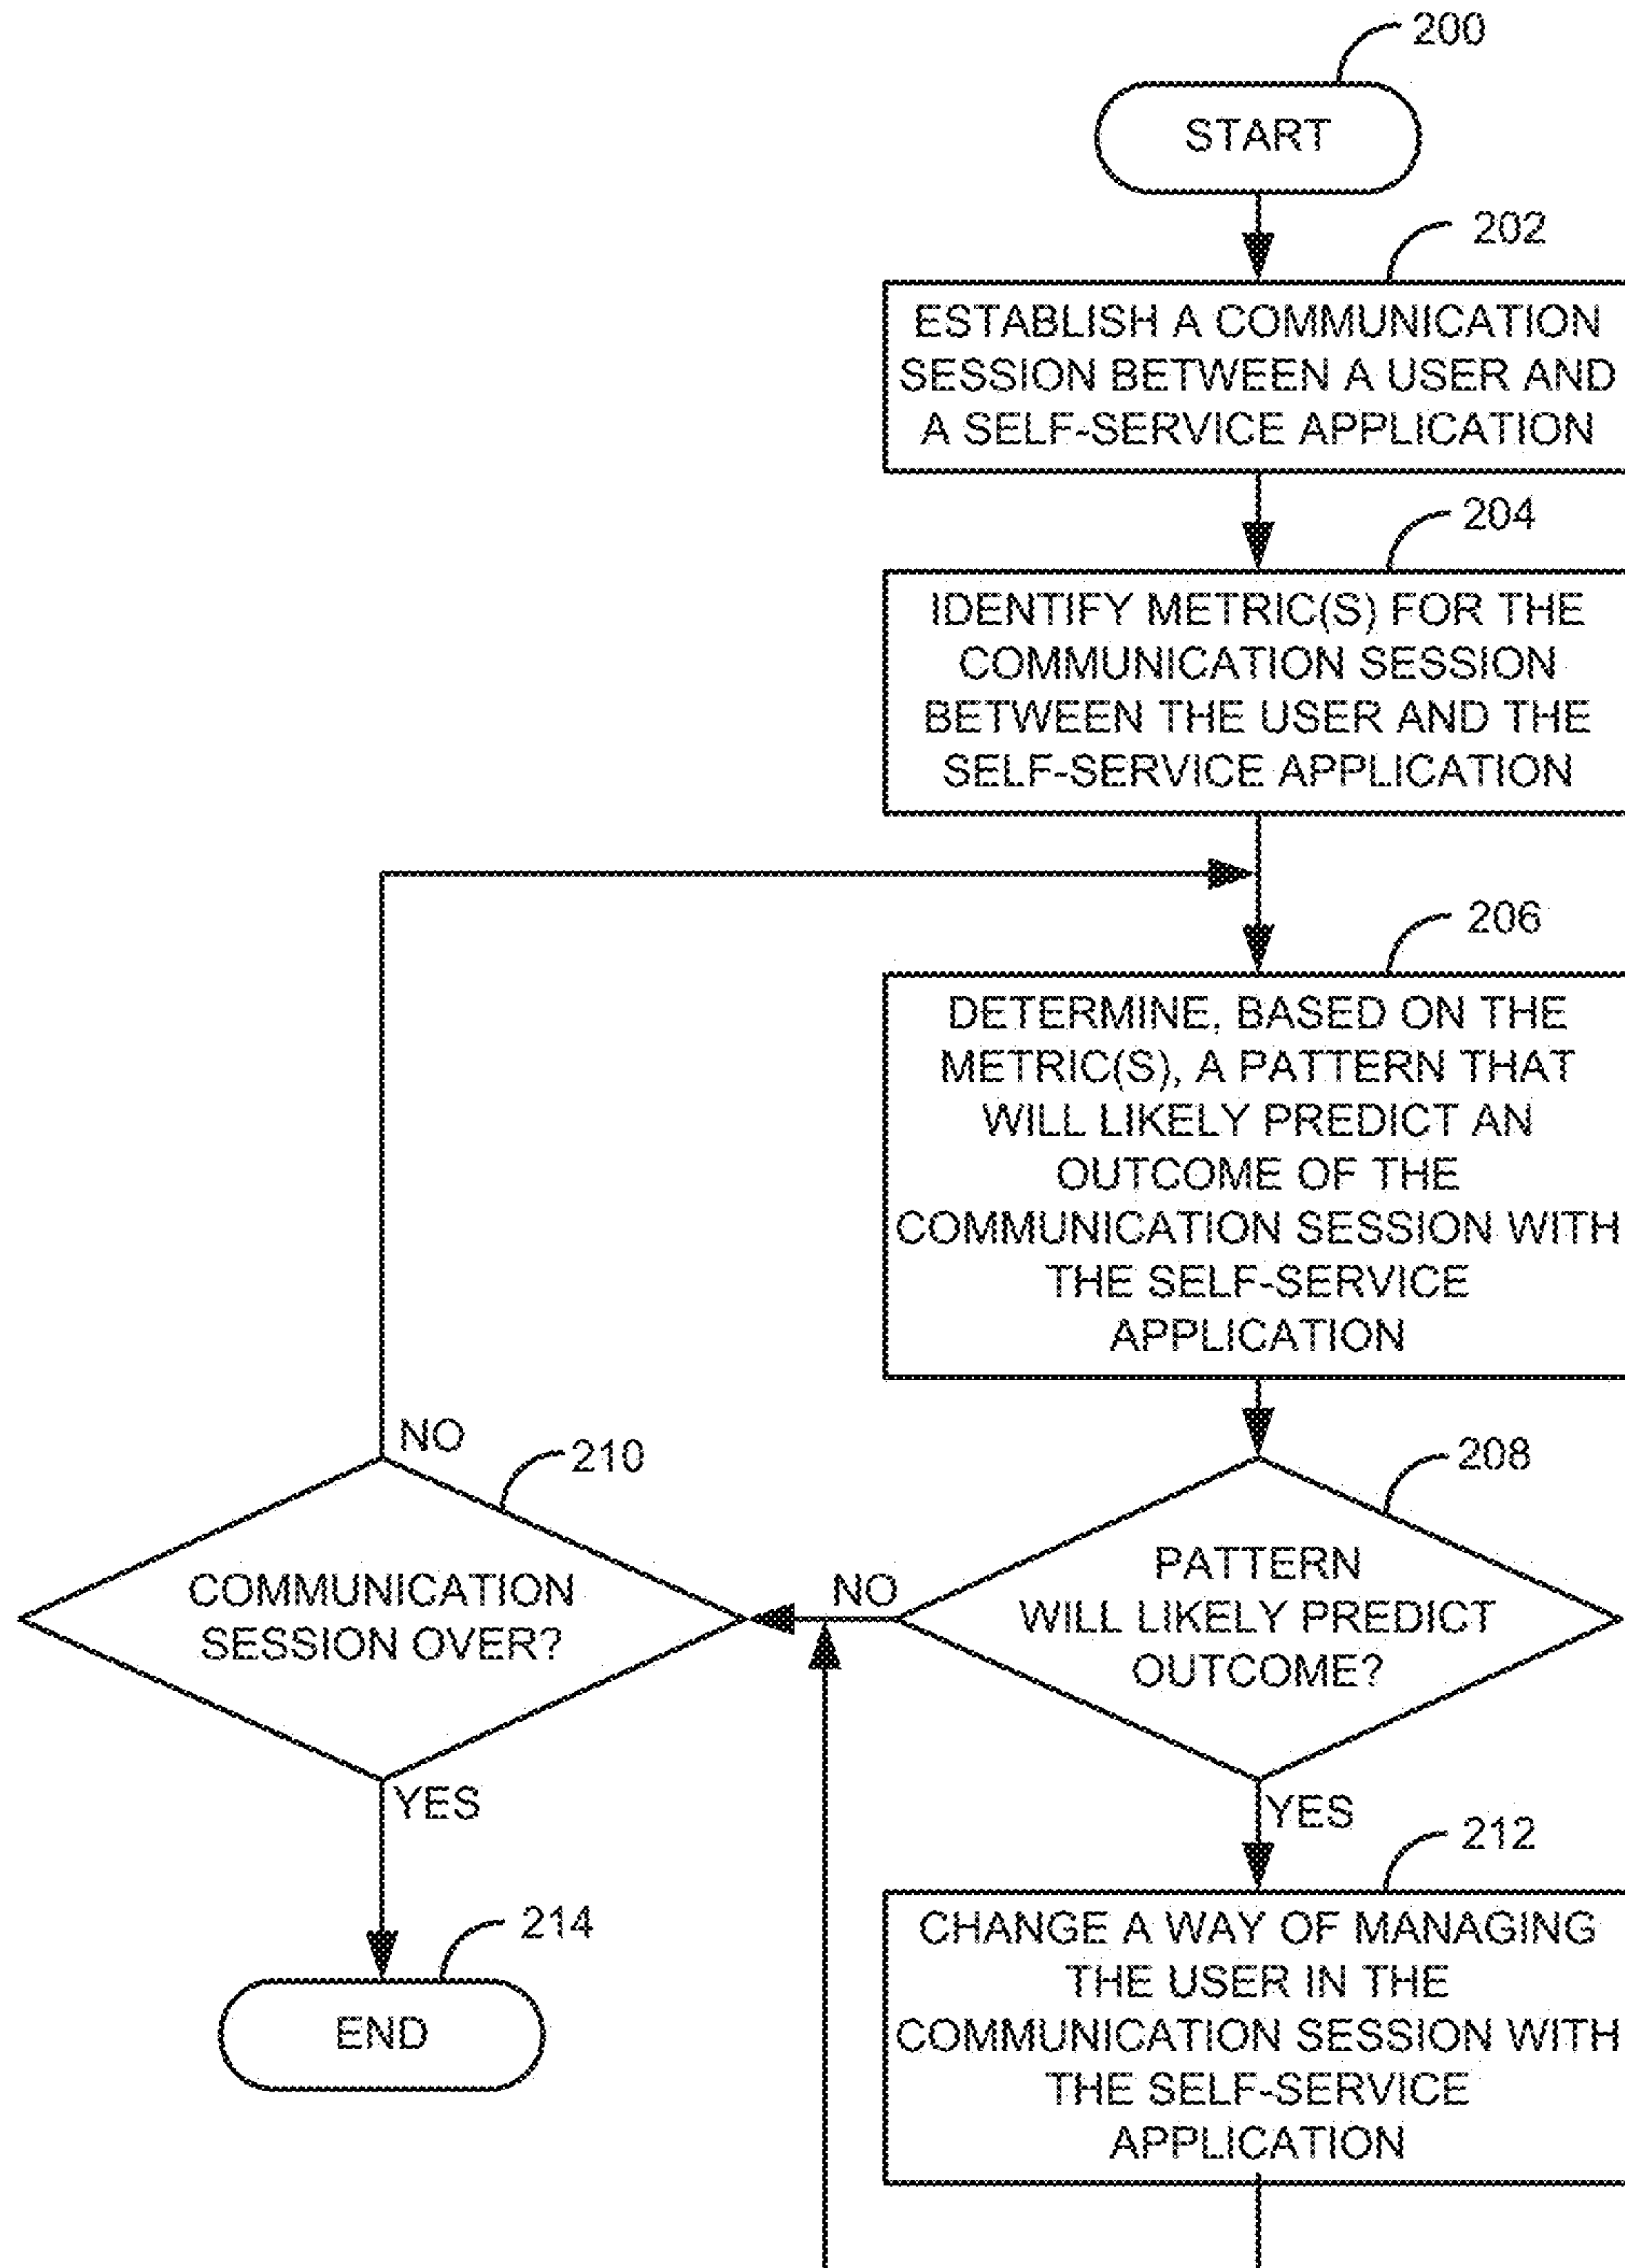 200
START
202
ESTABLISH A COMMUNICATION
SESSION BETWEEN A USER AND
A SELF-SERVICE APPLICATION
204
IDENTIFY METRIC(S) FOR THE
COMMUNICATION SESSION
BETWEEN THE USER AND THE
SELF-SERVICE APPLICATION
206
DETERMINE, BASED ON THE
METRIC(S), A PATTERN THAT
WILL LIKELY PREDICT AN
OUTCOME OF THE
COMMUNICATION SESSION WITH
THE SELF-SERVICE
APPLICATION
NO
210
208
COMMUNICATION
SESSION OVER?
NO
PATTERN
WILL LIKELY PREDICT
OUTCOME?
YES
YES
212
214
END
CHANGE A WAY OF MANAGING
THE USER IN THE
COMMUNICATION SESSION WITH
THE SELF-SERVICE
APPLICATION